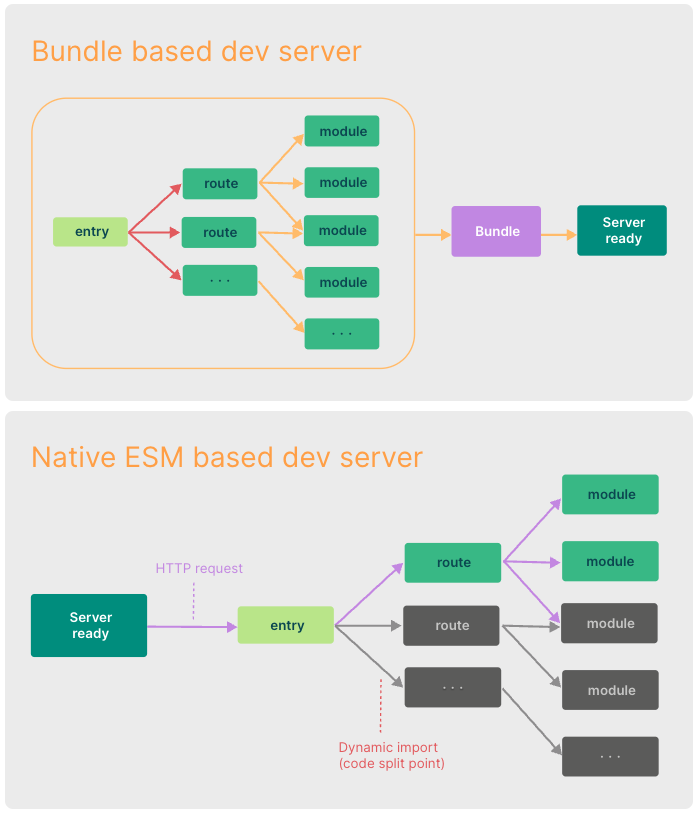 Bundle based dev server
module
route
module
entry
route
module
Bundle
Server
ready
· · ·
module
· · ·
Native ESM based dev server
module
HTTP request
route
module
Server
ready
entry
route
module
· · ·
module
Dynamic import
(code split point)
· · ·